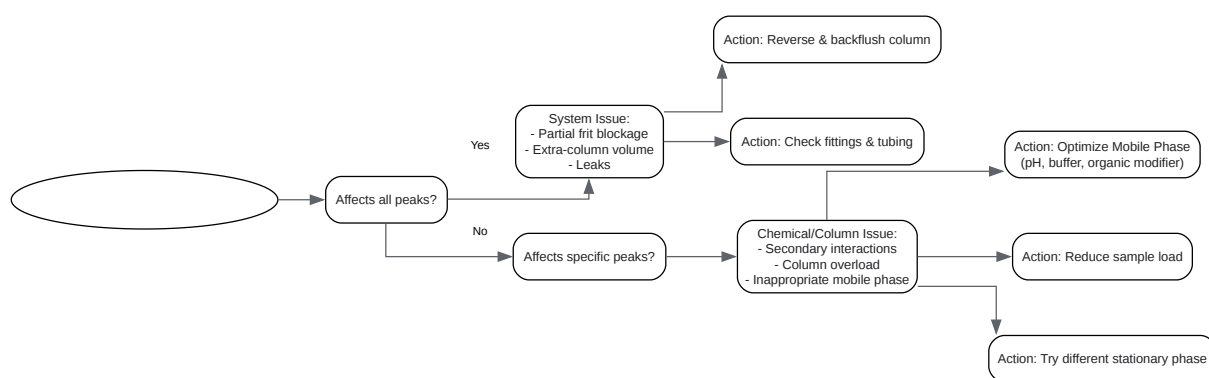 Action: Reverse & backflush column
System Issue:
- Partial frit blockage
- Extra-column volume
- Leaks
Yes
Action: Check fittings & tubing
Action: Optimize Mobile Phase
(pH, buffer, organic modifier)
Affects all peaks?
No
Affects specific peaks?
Chemical/Column Issue:
- Secondary interactions
- Column overload
- Inappropriate mobile phase
Action: Reduce sample load
Action: Try different stationary phase